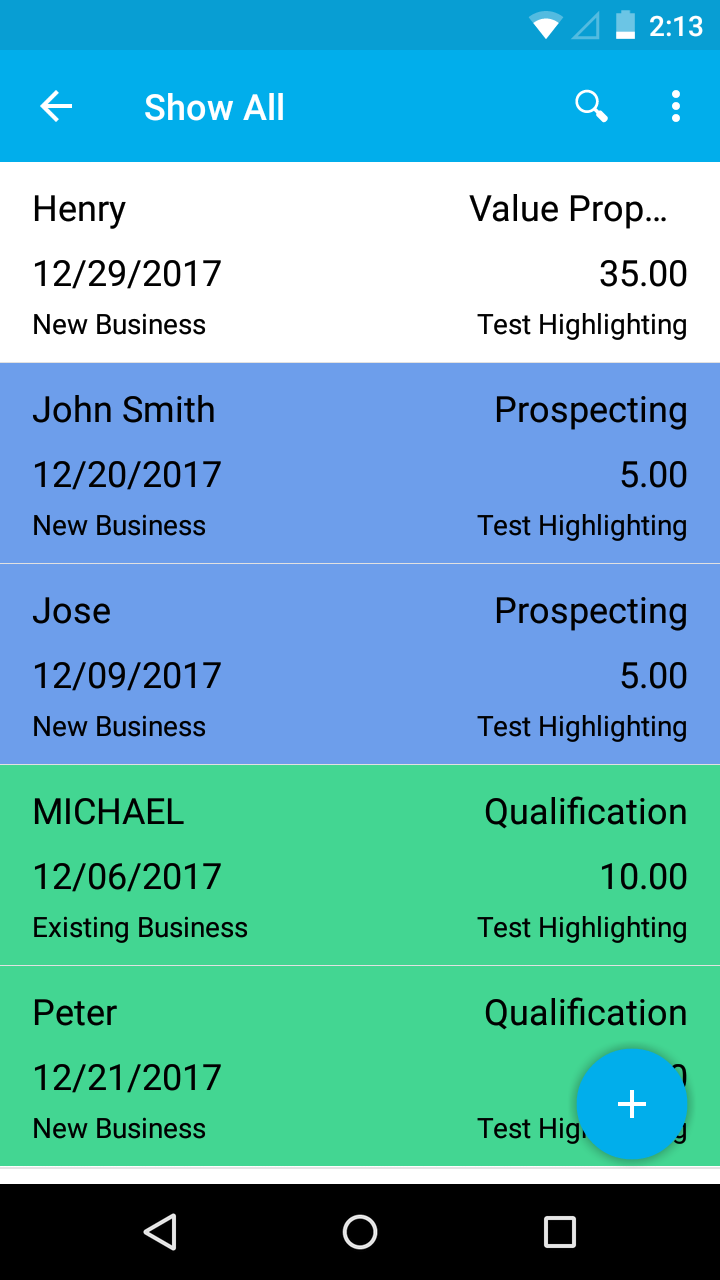 2:13
Show All
Henry Value Prop...
12/29/2017 35.00
New Business Test Highlighting
John Smith Prospecting
12/20/2017 5.00
New Business Test Highlighting
Jose Prospecting
12/09/2017 5.00
New Business Test Highlighting
MICHAEL Qualification
12/06/2017 10.00
Existing Business Test Highlighting
Peter Qualification
12/21/2017
New Business Test